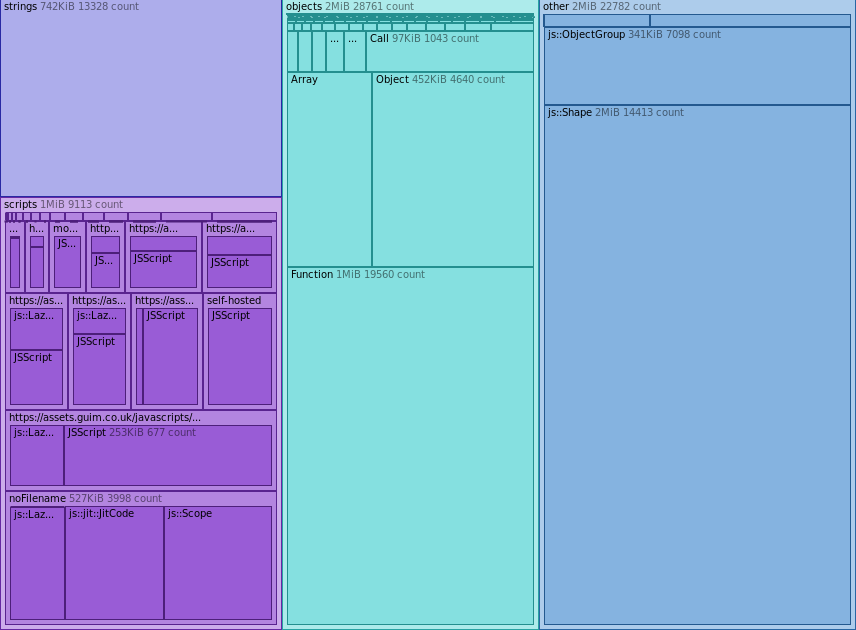 strings 742KiB 13328 count
scripts 1MiB 9113 count
...
h...
mo...
http...
https://a...
https://a...
JS...
JS...
JSScript
JSScript
https://as...
https://as...
https://ass...
self-hosted
js::Laz...
js::Laz...
JSScript
JSScript
JSScript
JSScript
https://assets.guim.co.uk/javascripts/...
js::Laz...
JSScript 253KiB 677 count
noFilename 527KiB 3998 count
js::Laz...
js::jit::JitCode
js::Scope
objects 2MiB 28761 count
...
...
Call 97KiB 1043 count
Array
Object 452KiB 4640 count
Function 1MiB 19560 count
other 2MiB 22782 count
js::ObjectGroup 341KiB 7098 count
js::Shape 2MiB 14413 count